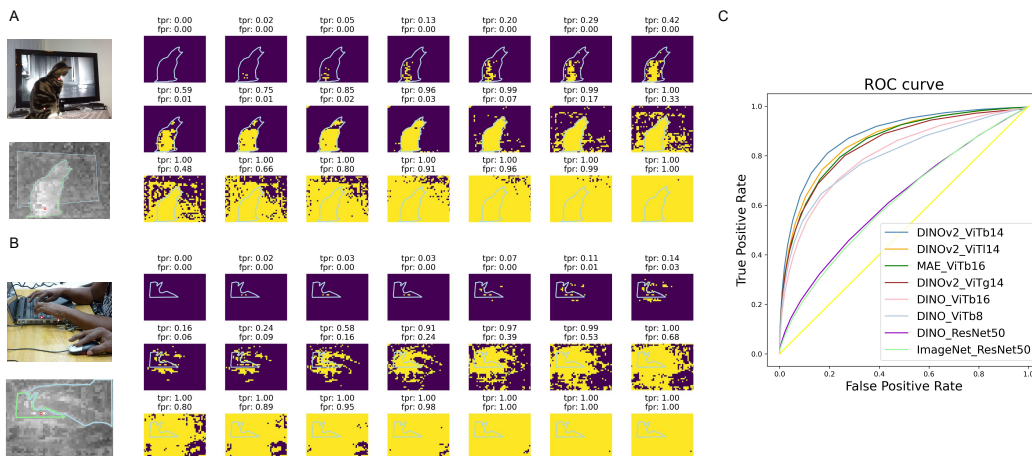 A
tpr: 0.00 tpr: 0.02 tpr: 0.05 tpr: 0.13 tpr: 0.20 tpr: 0.29 tpr: 0.42
fpr: 0.00 fpr: 0.00 fpr: 0.00 fpr: 0.00 fpr: 0.00 fpr: 0.00 fpr: 0.00
tpr: 0.59 tpr: 0.75 tpr: 0.85 tpr: 0.96 tpr: 0.99 tpr: 0.99 tpr: 1.00
fpr: 0.01 fpr: 0.01 fpr: 0.02 fpr: 0.03 fpr: 0.07 fpr: 0.17 fpr: 0.33
tpr: 1.00 tpr: 1.00 tpr: 1.00 tpr: 1.00 tpr: 1.00 tpr: 1.00 tpr: 1.00
fpr: 0.48 fpr: 0.66 fpr: 0.80 fpr: 0.91 fpr: 0.96 fpr: 0.99 fpr: 1.00
B
tpr: 0.00 tpr: 0.02 tpr: 0.03 tpr: 0.03 tpr: 0.07 tpr: 0.11 tpr: 0.14
fpr: 0.00 fpr: 0.00 fpr: 0.00 fpr: 0.00 fpr: 0.00 fpr: 0.01 fpr: 0.03
tpr: 0.16 tpr: 0.24 tpr: 0.58 tpr: 0.91 tpr: 0.97 tpr: 0.99 tpr: 1.00
fpr: 0.06 fpr: 0.09 fpr: 0.16 fpr: 0.24 fpr: 0.39 fpr: 0.53 fpr: 0.68
tpr: 1.00 tpr: 1.00 tpr: 1.00 tpr: 1.00 tpr: 1.00 tpr: 1.00 tpr: 1.00
fpr: 0.80 fpr: 0.89 fpr: 0.95 fpr: 0.98 fpr: 1.00 fpr: 1.00 fpr: 1.00
C
ROC curve
True Positive Rate
1.0
0.8
0.6
0.4
0.2
0.0
DINOv2_ViTb14
DINOv2_ViTl14
MAE_ViTb16
DINOv2_ViTg14
DINO_ViTb16
DINO_ViTb8
DINO_ResNet50
ImageNet_ResNet50
0.0 0.2 0.4 0.6 0.8 1.0
False Positive Rate